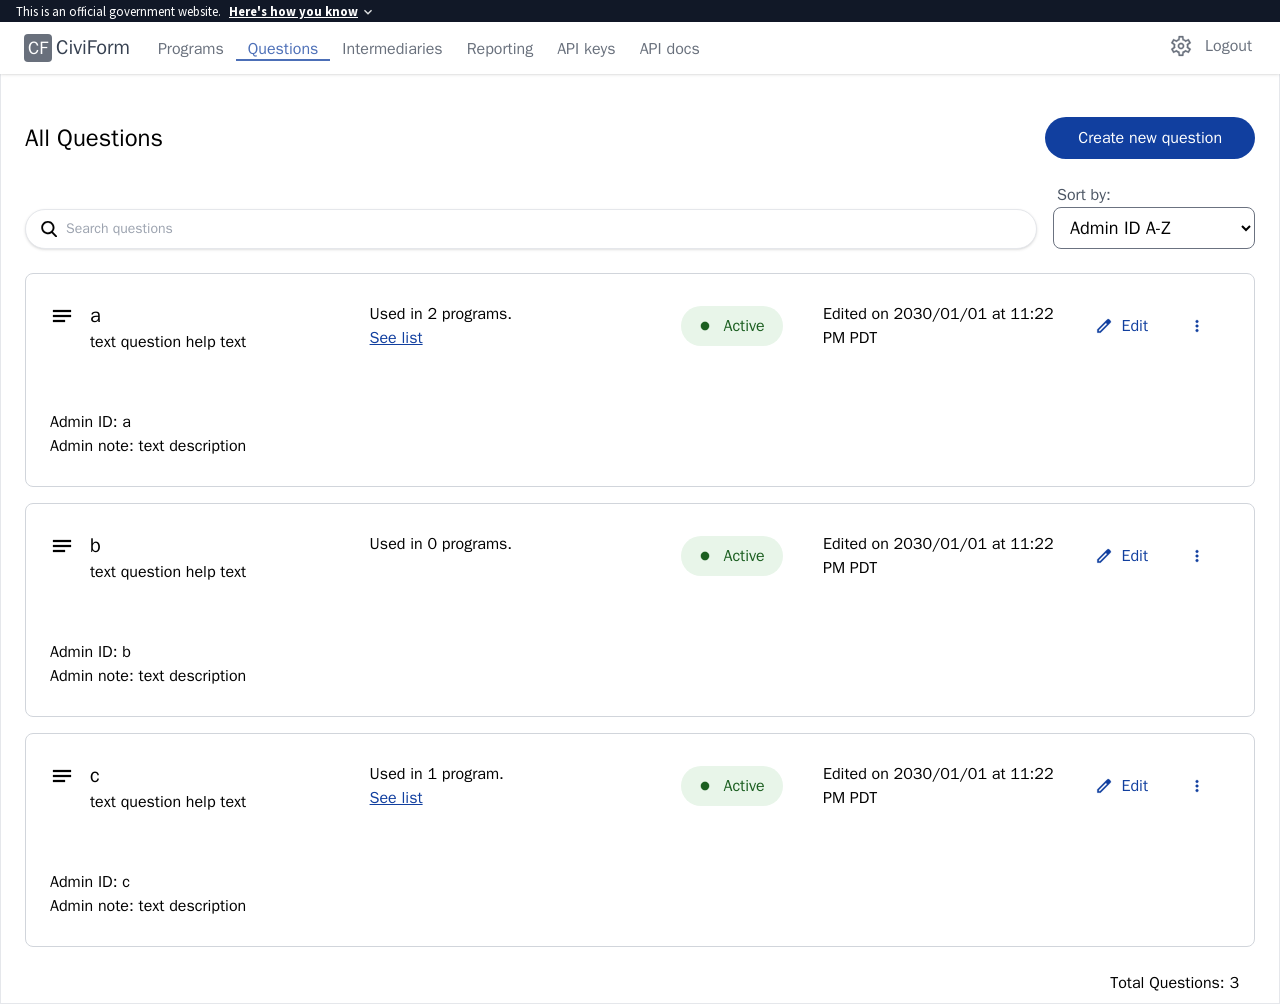 This is an official government website. Here's how you know
CF CiviForm Programs Questions Intermediaries Reporting API keys API docs Logout
All Questions
Create new question
Sort by:
Search questions
Admin ID A-Z
a
text question help text
Used in 2 programs.
See list
Active
Edited on 2030/01/01 at 11:22
PM PDT
Edit
Admin ID: a
Admin note: text description
b
text question help text
Used in 0 programs.
Active
Edited on 2030/01/01 at 11:22
PM PDT
Edit
Admin ID: b
Admin note: text description
c
text question help text
Used in 1 program.
See list
Active
Edited on 2030/01/01 at 11:22
PM PDT
Edit
Admin ID: c
Admin note: text description
Total Questions: 3